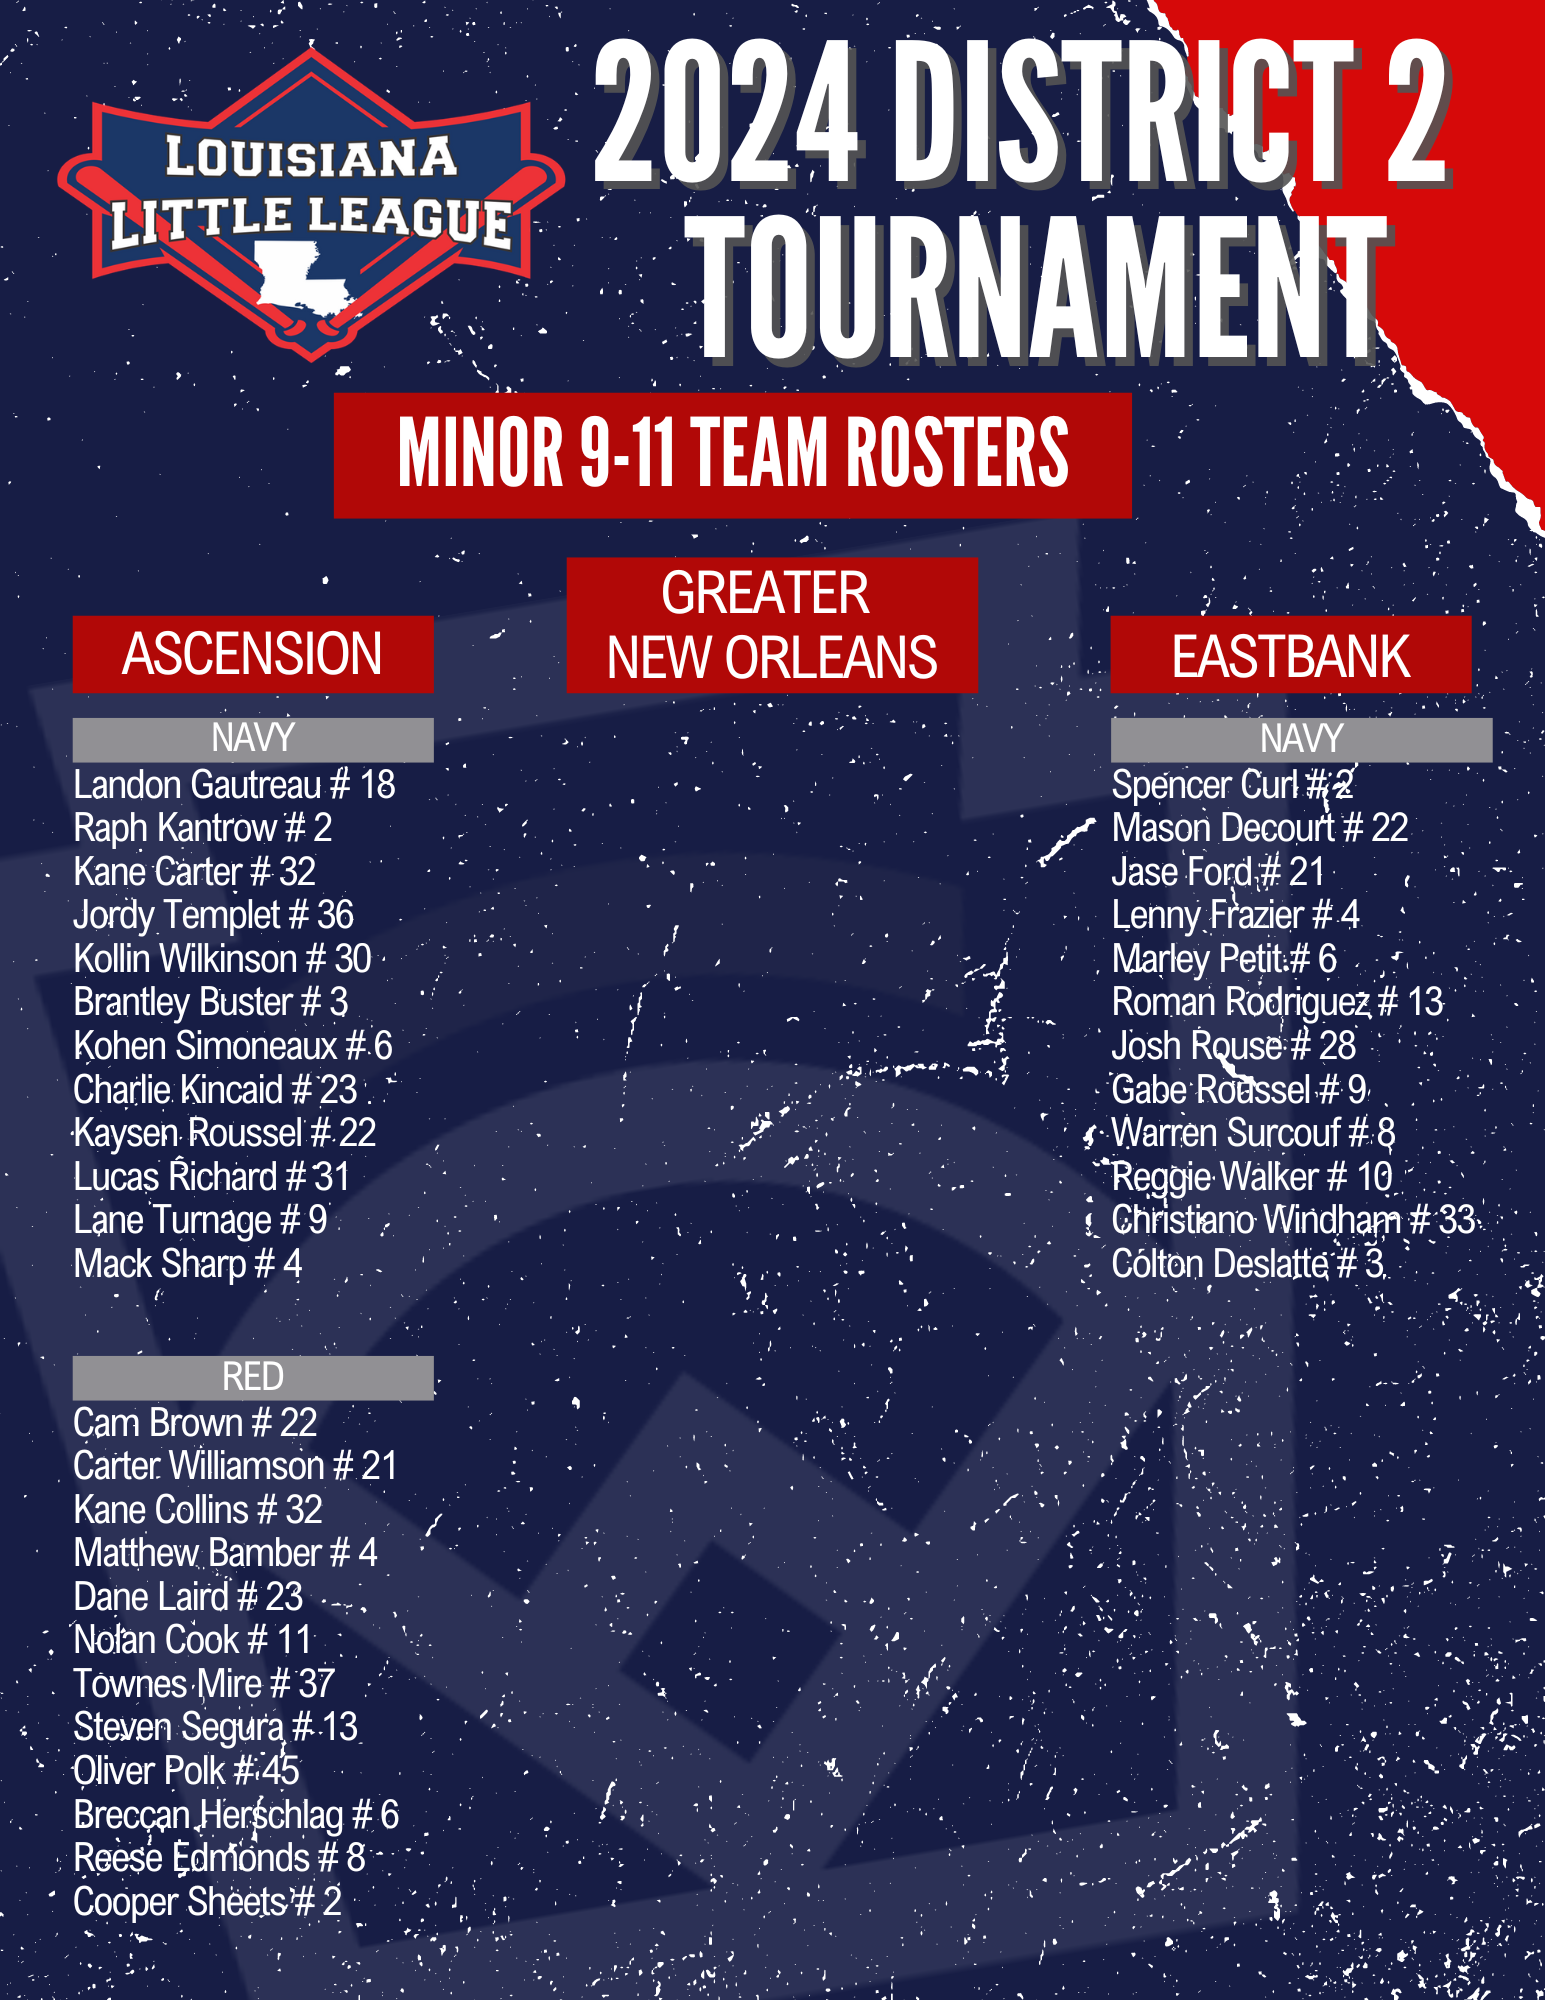 LOUISIANA
LITTLE LEAGUE
2024 DISTRICT 2
TOURNAMENT
MINOR 9-11 TEAM ROSTERS
ASCENSION
NAVY
Landon Gautreau # 18
Raph Kantrow # 2
Kane Carter # 32
Jordy Templet # 36
Kollin Wilkinson # 30
Brantley Buster # 3
Kohen Simoneaux # 6
Charlie Kincaid # 23
Kaysen Roussel # 22
Lucas Richard # 31
Lane Turnage # 9
Mack Sharp # 4
RED
Cam Brown # 22
Carter Williamson # 21
Kane Collins # 32
Matthew Bamber # 4
Dane Laird # 23
Nolan Cook # 11
Townes Mire # 37
Steven Segura # 13
Oliver Polk # 45
Breccan Herschlag # 6
Reese Edmonds # 8
Cooper Sheets # 2
GREATER
NEW ORLEANS
EASTBANK
NAVY
Spencer Curl # 2
Mason Decourt # 22
Jase Ford # 21
Lenny Frazier # 4
Marley Petit # 6
Roman Rodriguez # 13
Josh Rouse # 28
Gabe Roussel # 9
Warren Surcouf # 8
Reggie Walker # 10
Christiano Windham # 33
Colton Deslatte # 3